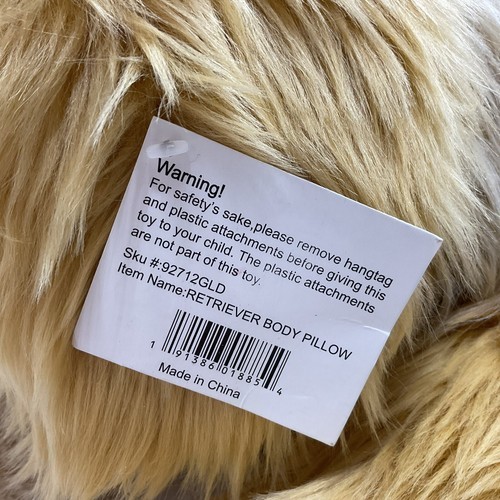 Warning!
For safety's sake,please remove hangtag
and plastic attachments before giving this
toy to your child. The plastic attachments
are not part of this toy.
Sku #:92712GLD
Item Name:RETRIEVER BODY PILLOW
1 91386 01885 4
Made in China